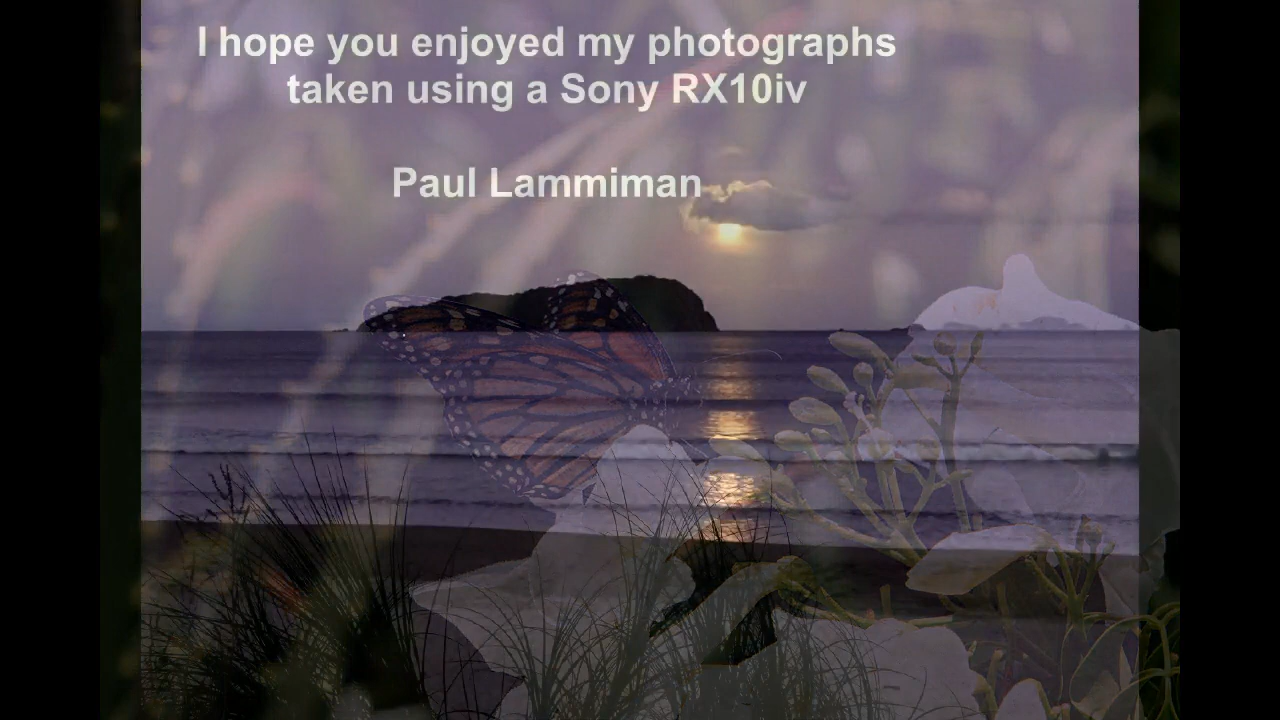 I hope you enjoyed my photographs
taken using a Sony RX10iv
Paul Lammiman